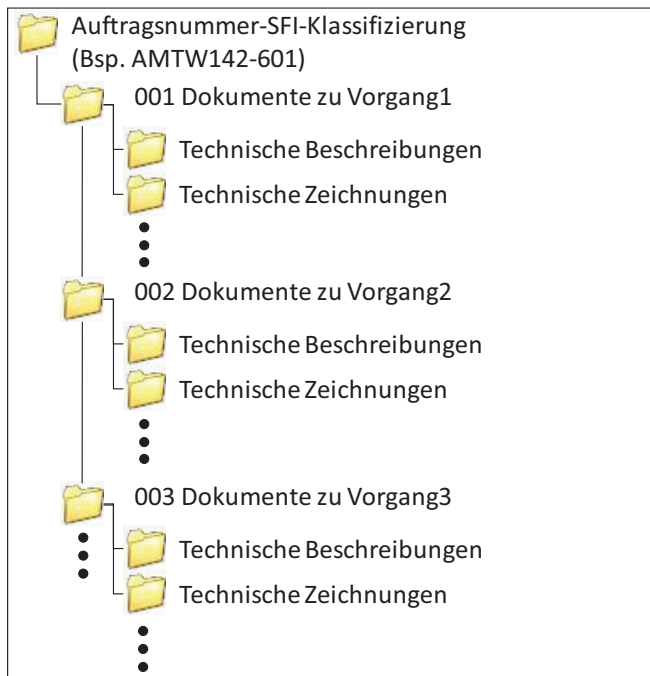 Auftragsnummer-SFI-Klassifizierung
(Bsp. AMTW142-601)
001 Dokumente zu Vorgang1
Technische Beschreibungen
Technische Zeichnungen
002 Dokumente zu Vorgang2
Technische Beschreibungen
Technische Zeichnungen
003 Dokumente zu Vorgang3
Technische Beschreibungen
Technische Zeichnungen